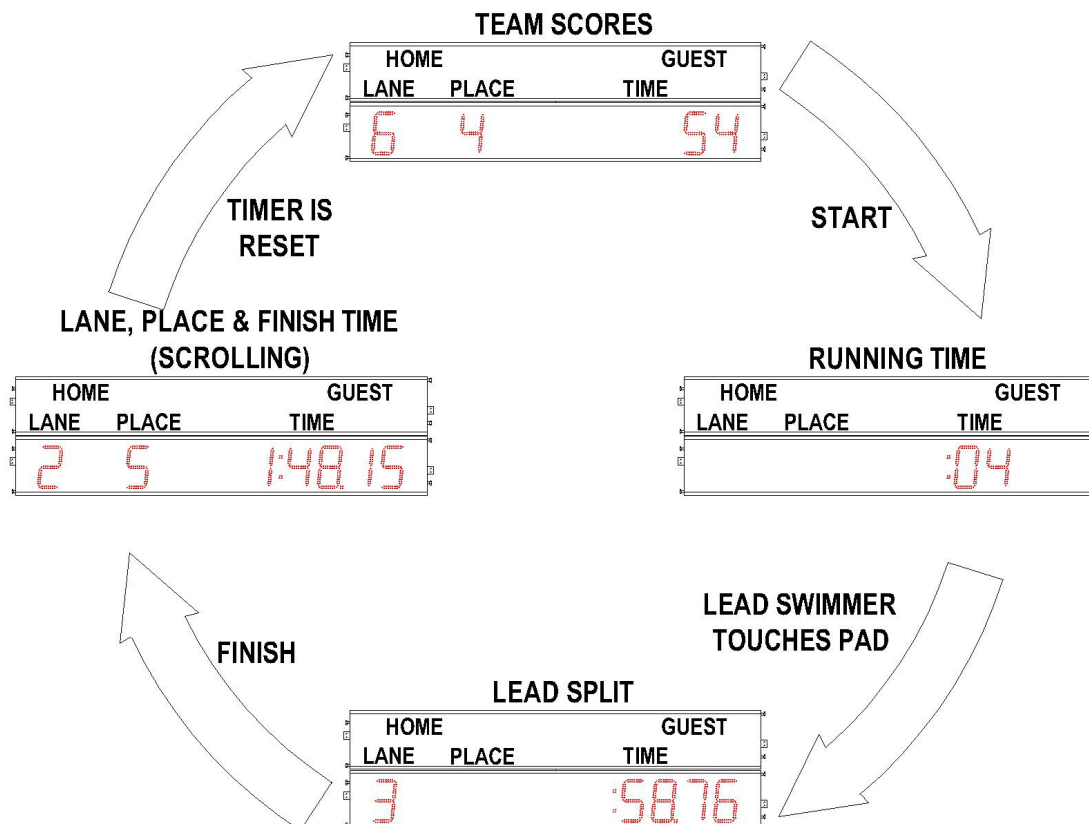 TEAM SCORES
HOME GUEST
LANE PLACE TIME
6 4 54
START
TIMER IS
RESET
LANE, PLACE & FINISH TIME
(SCROLLING)
HOME GUEST
LANE PLACE TIME
2 5 1:48.15
RUNNING TIME
HOME GUEST
LANE PLACE TIME
:04
LEAD SWIMMER
TOUCHES PAD
FINISH
LEAD SPLIT
HOME GUEST
LANE PLACE TIME
3 :58.76